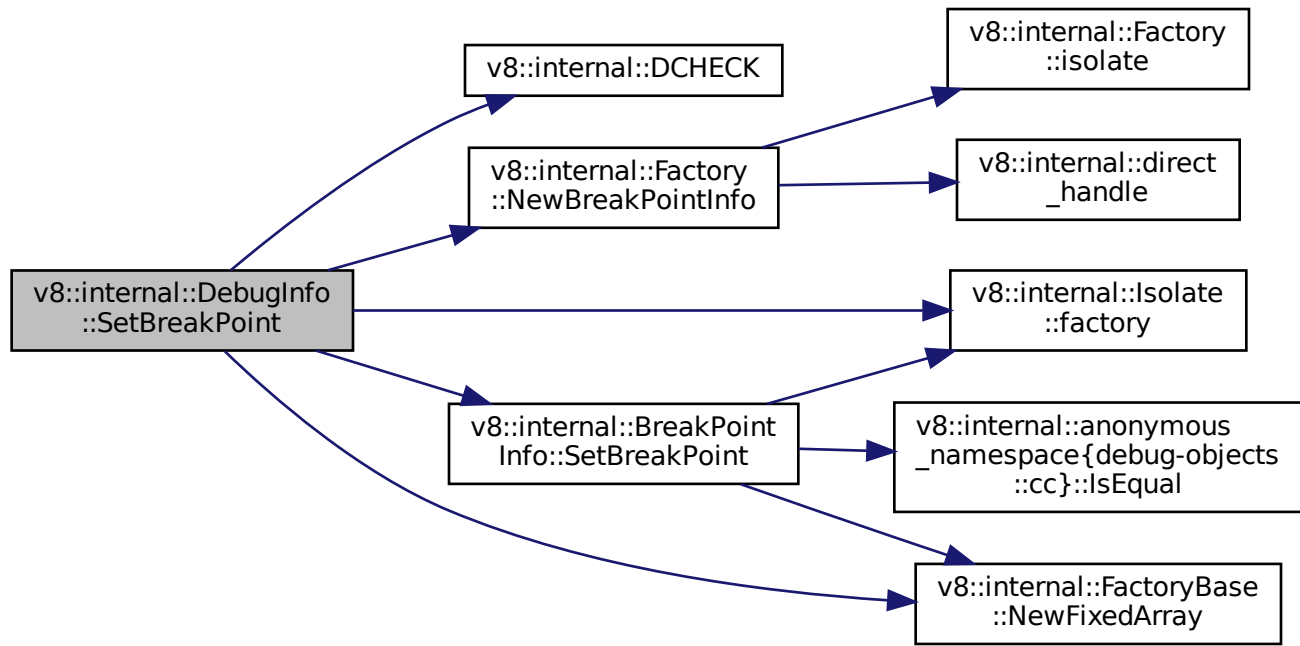 v8::internal::DebugInfo
::SetBreakPoint
v8::internal::DCHECK
v8::internal::Factory
::NewBreakPointInfo
v8::internal::Factory
::isolate
v8::internal::direct
_handle
v8::internal::Isolate
::factory
v8::internal::BreakPoint
Info::SetBreakPoint
v8::internal::anonymous
_namespace{debug-objects
::cc}::IsEqual
v8::internal::FactoryBase
::NewFixedArray